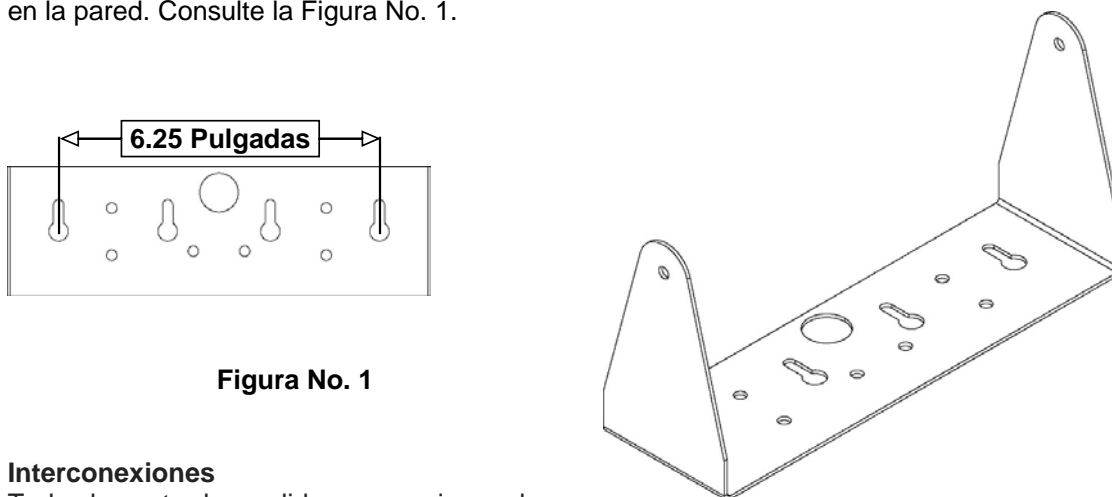 en la pared. Consulte la Figura No. 1.
6.25 Pulgadas
Figura No. 1
Interconexiones